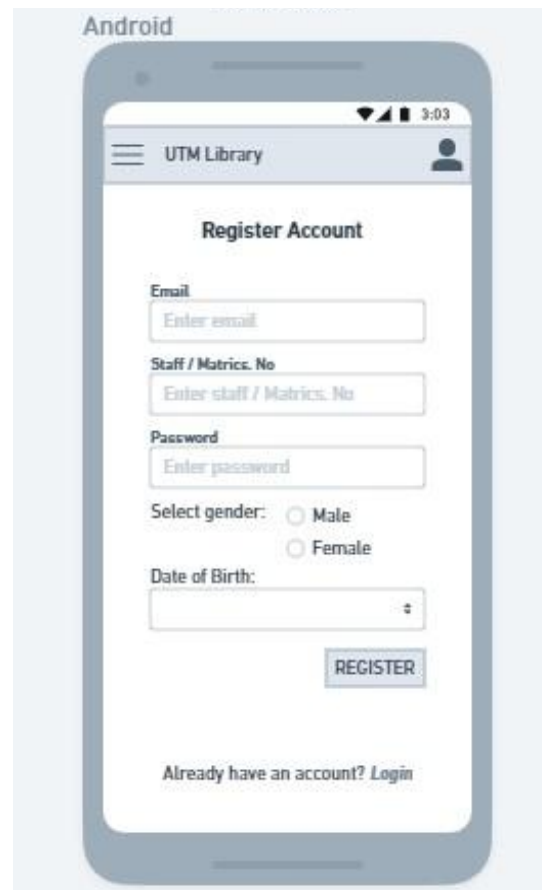 Android
3:03
UTM Library
Register Account
Email
Enter email
Staff / Matrics. No
Enter staff / Matrics. No
Password
Enter password
Select gender:
Male
Female
Date of Birth:
REGISTER
Already have an account? Login